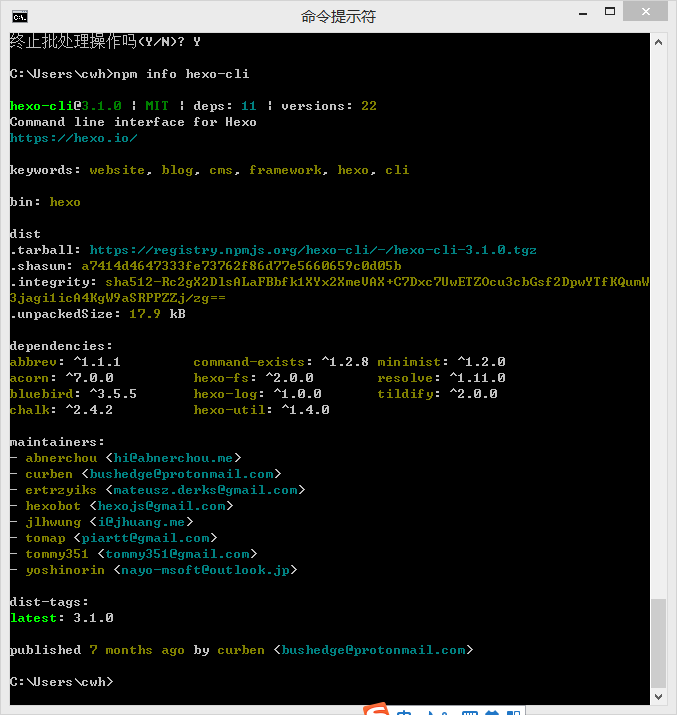 命令提示符
终止批处理操作吗(Y/N)? Y
C:\Users\cwh>npm info hexo-cli
hexo-cli@3.1.0 | MIT | deps: 11 | versions: 22
Command line interface for Hexo
https://hexo.io/
keywords: website, blog, cms, framework, hexo, cli
bin: hexo
dist
.tarball: https://registry.npmjs.org/hexo-cli/-/hexo-cli-3.1.0.tgz
.shasum: a7414d4647333fe73762f86d77e5660659c0d05b
.integrity: sha512-Rc2gX2DlsALaFBbfk1XYx2XmeVAX+C7Dxc7UwETZOcu3cbGsf2DpwYTfKQumW
3jagi1icA4KgW9aSRPPZZj/zg==
.unpackedSize: 17.9 kB
dependencies:
abbrev: ^1.1.1 command-exists: ^1.2.8 minimist: ^1.2.0
acorn: ^7.0.0 hexo-fs: ^2.0.0 resolve: ^1.11.0
bluebird: ^3.5.5 hexo-log: ^1.0.0 tildify: ^2.0.0
chalk: ^2.4.2 hexo-util: ^1.4.0
maintainers:
- abnerchou <hi@abnerchou.me>
- curben <bushedge@protonmail.com>
- ertrzyiks <mateusz.derks@gmail.com>
- hexobot <hexojs@gmail.com>
- jlhwung <i@jhuang.me>
- tomap <piartt@gmail.com>
- tommy351 <tommy351@gmail.com>
- yoshinorin <nayo-msoft@outlook.jp>
dist-tags:
latest: 3.1.0
published 7 months ago by curben <bushedge@protonmail.com>
C:\Users\cwh>